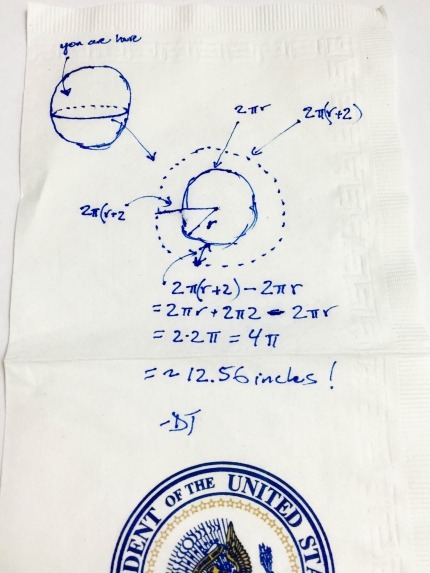 you are here
2πr
2π(r+2)
2π(r+2
r
2π(r+2) - 2πr
= 2πr + 2π2 - 2πr
= 2·2π = 4π
= ~ 12.56 inches!
-DJ
DENT OF THE UNITED STA